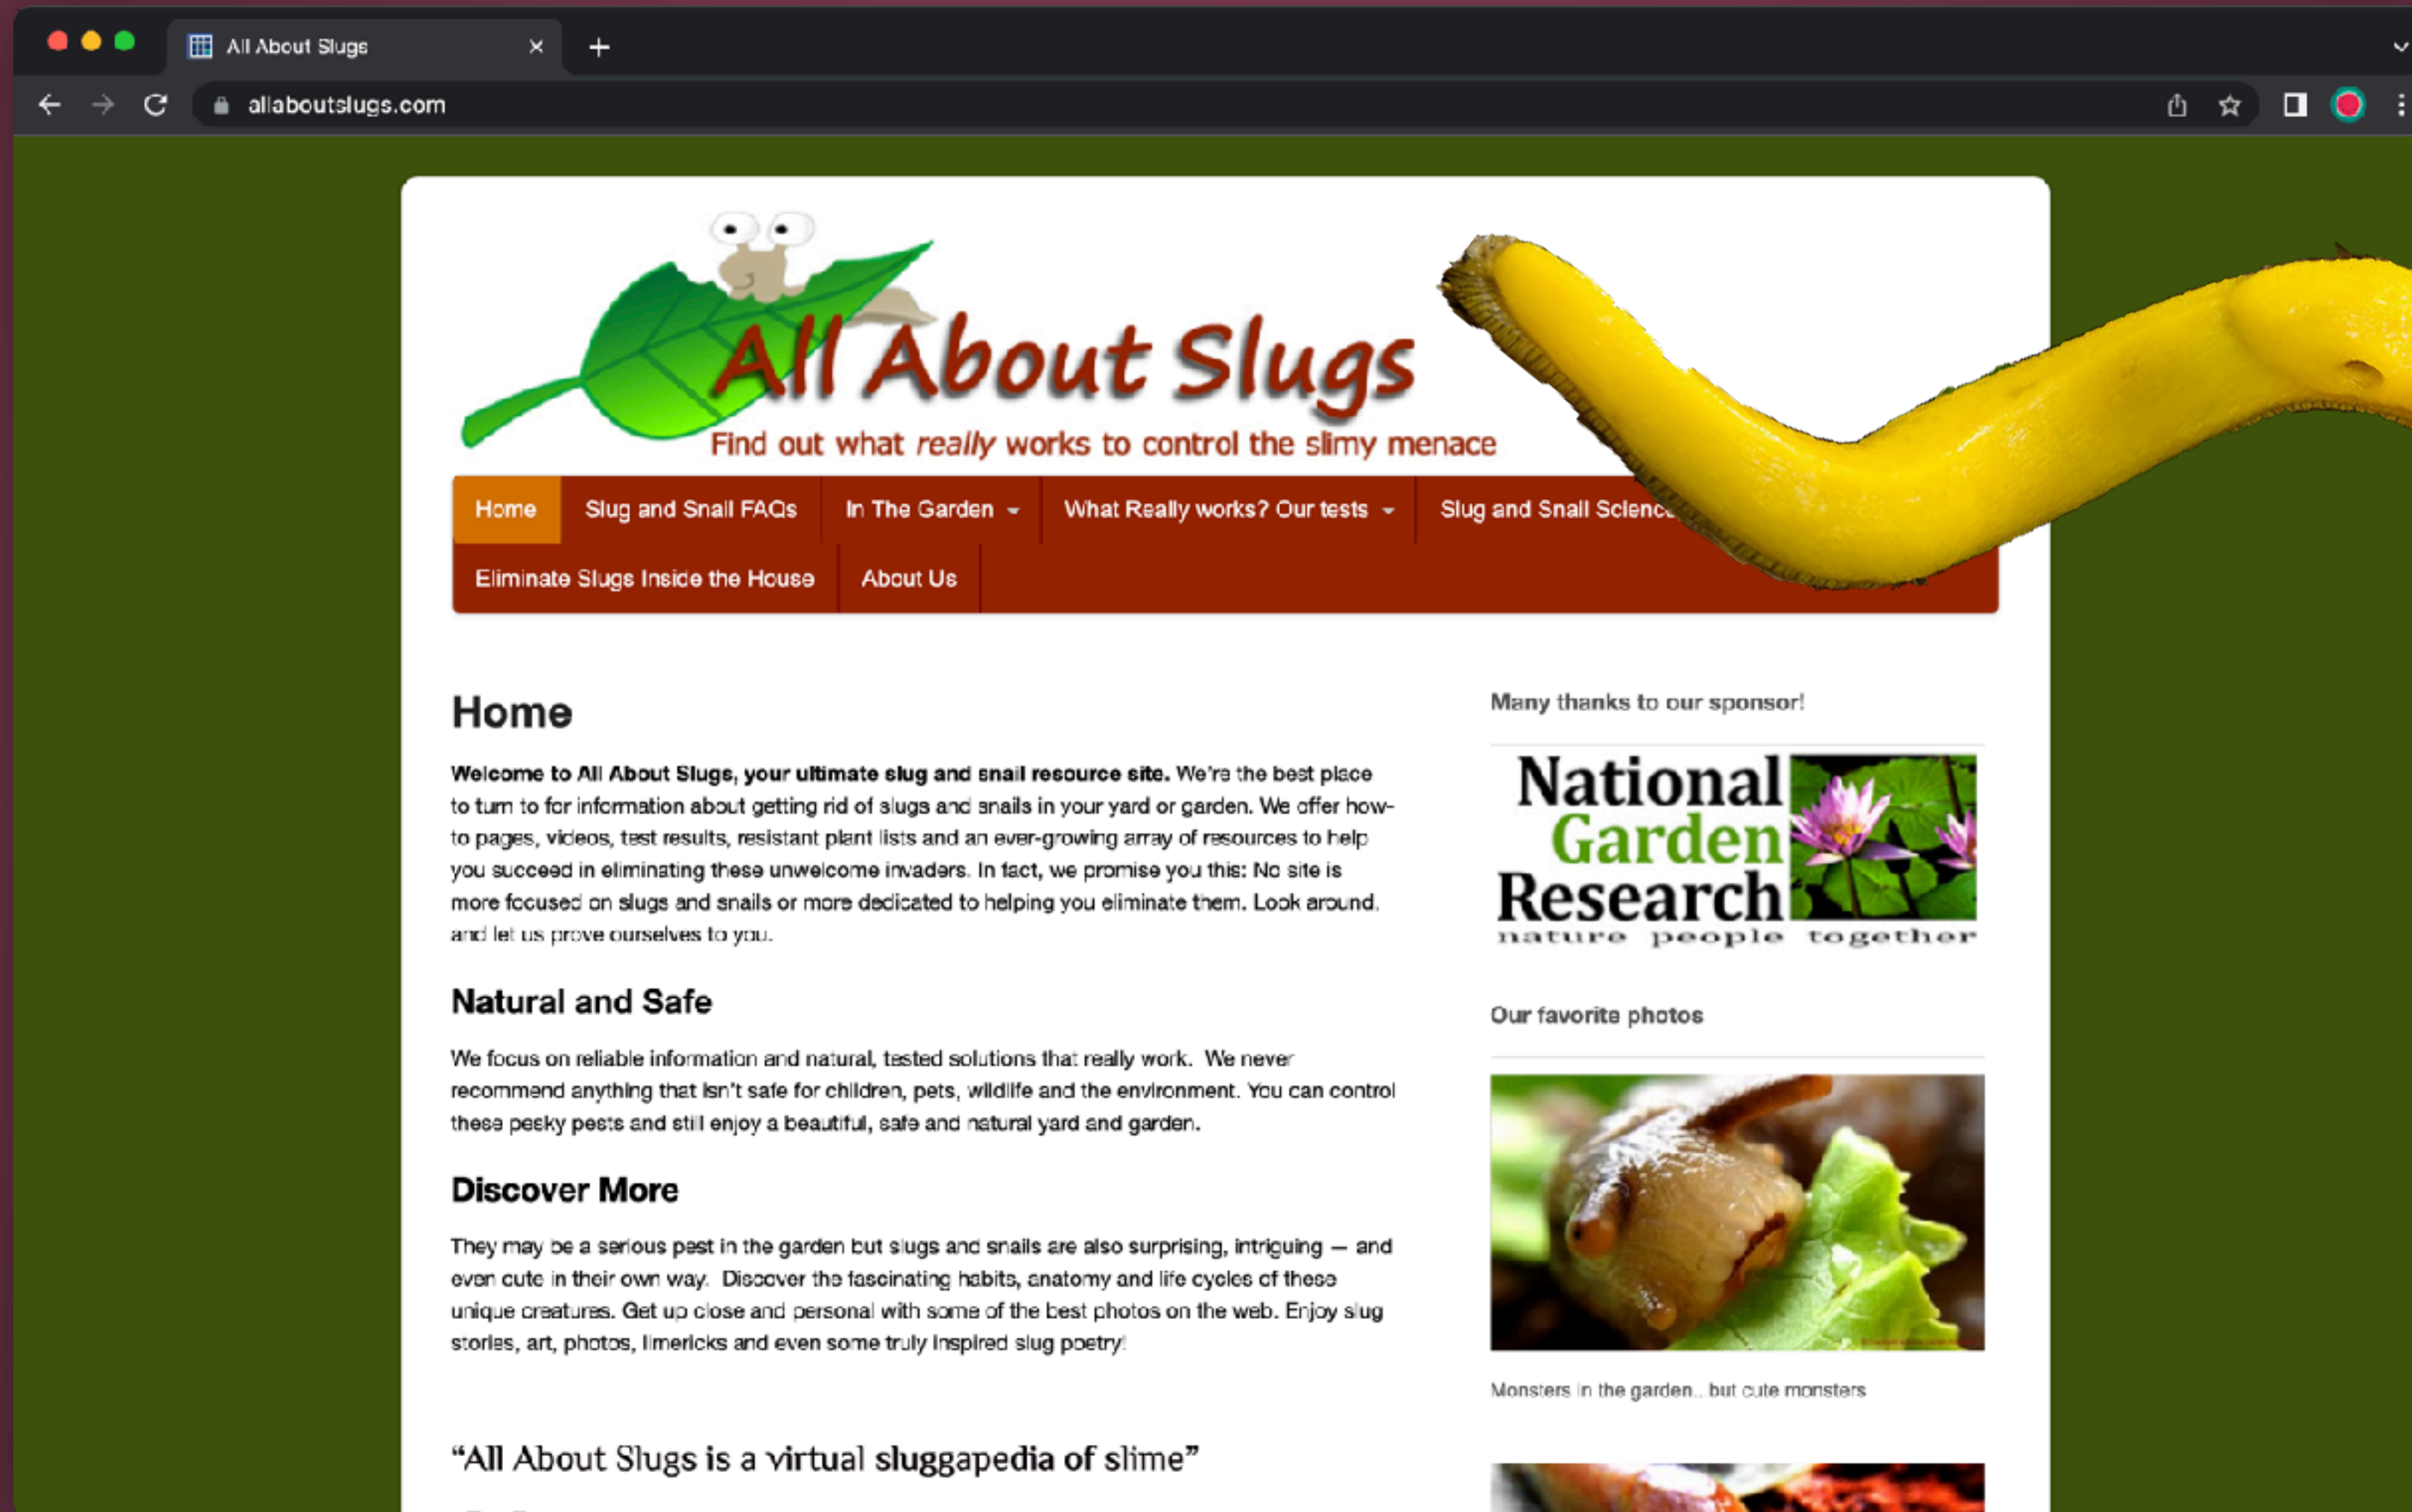 All About Slugs
allaboutslugs.com
All About Slugs
Find out what really works to control the slimy menace
Home
Slug and Snail FAQs
In The Garden
What Really works? Our tests
Slug and Snail
Eliminate Slugs Inside the House
About Us
Home
Welcome to All About Slugs, your ultimate slug and snail resource site. We're the best place
to turn to for information about getting rid of slugs and snails in your yard or garden. We offer how-
to pages, videos, test results, resistant plant lists and an ever-growing array of resources to help
you succeed in eliminating these unwelcome invaders. In fact, we promise you this: No site is
more focused on slugs and snails or more dedicated to helping you eliminate them. Look around,
and let us prove ourselves to you.
Natural and Safe
We focus on reliable information and natural, tested solutions that really work. We never
recommend anything that isn't safe for children, pets, wildlife and the environment. You can control
these pesky pests and still enjoy a beautiful, safe and natural yard and garden.
Discover More
They may be a serious pest in the garden but slugs and snails are also surprising, intriguing — and
even cute in their own way. Discover the fascinating habits, anatomy and life cycles of these
unique creatures. Get up close and personal with some of the best photos on the web. Enjoy slug
stories, art, photos, limericks and even some truly inspired slug poetry!
“All About Slugs is a virtual sluggapedia of slime”
Many thanks to our sponsor!
National
Garden
Research
nature people together
Our favorite photos
Monsters in the garden...but cute monsters